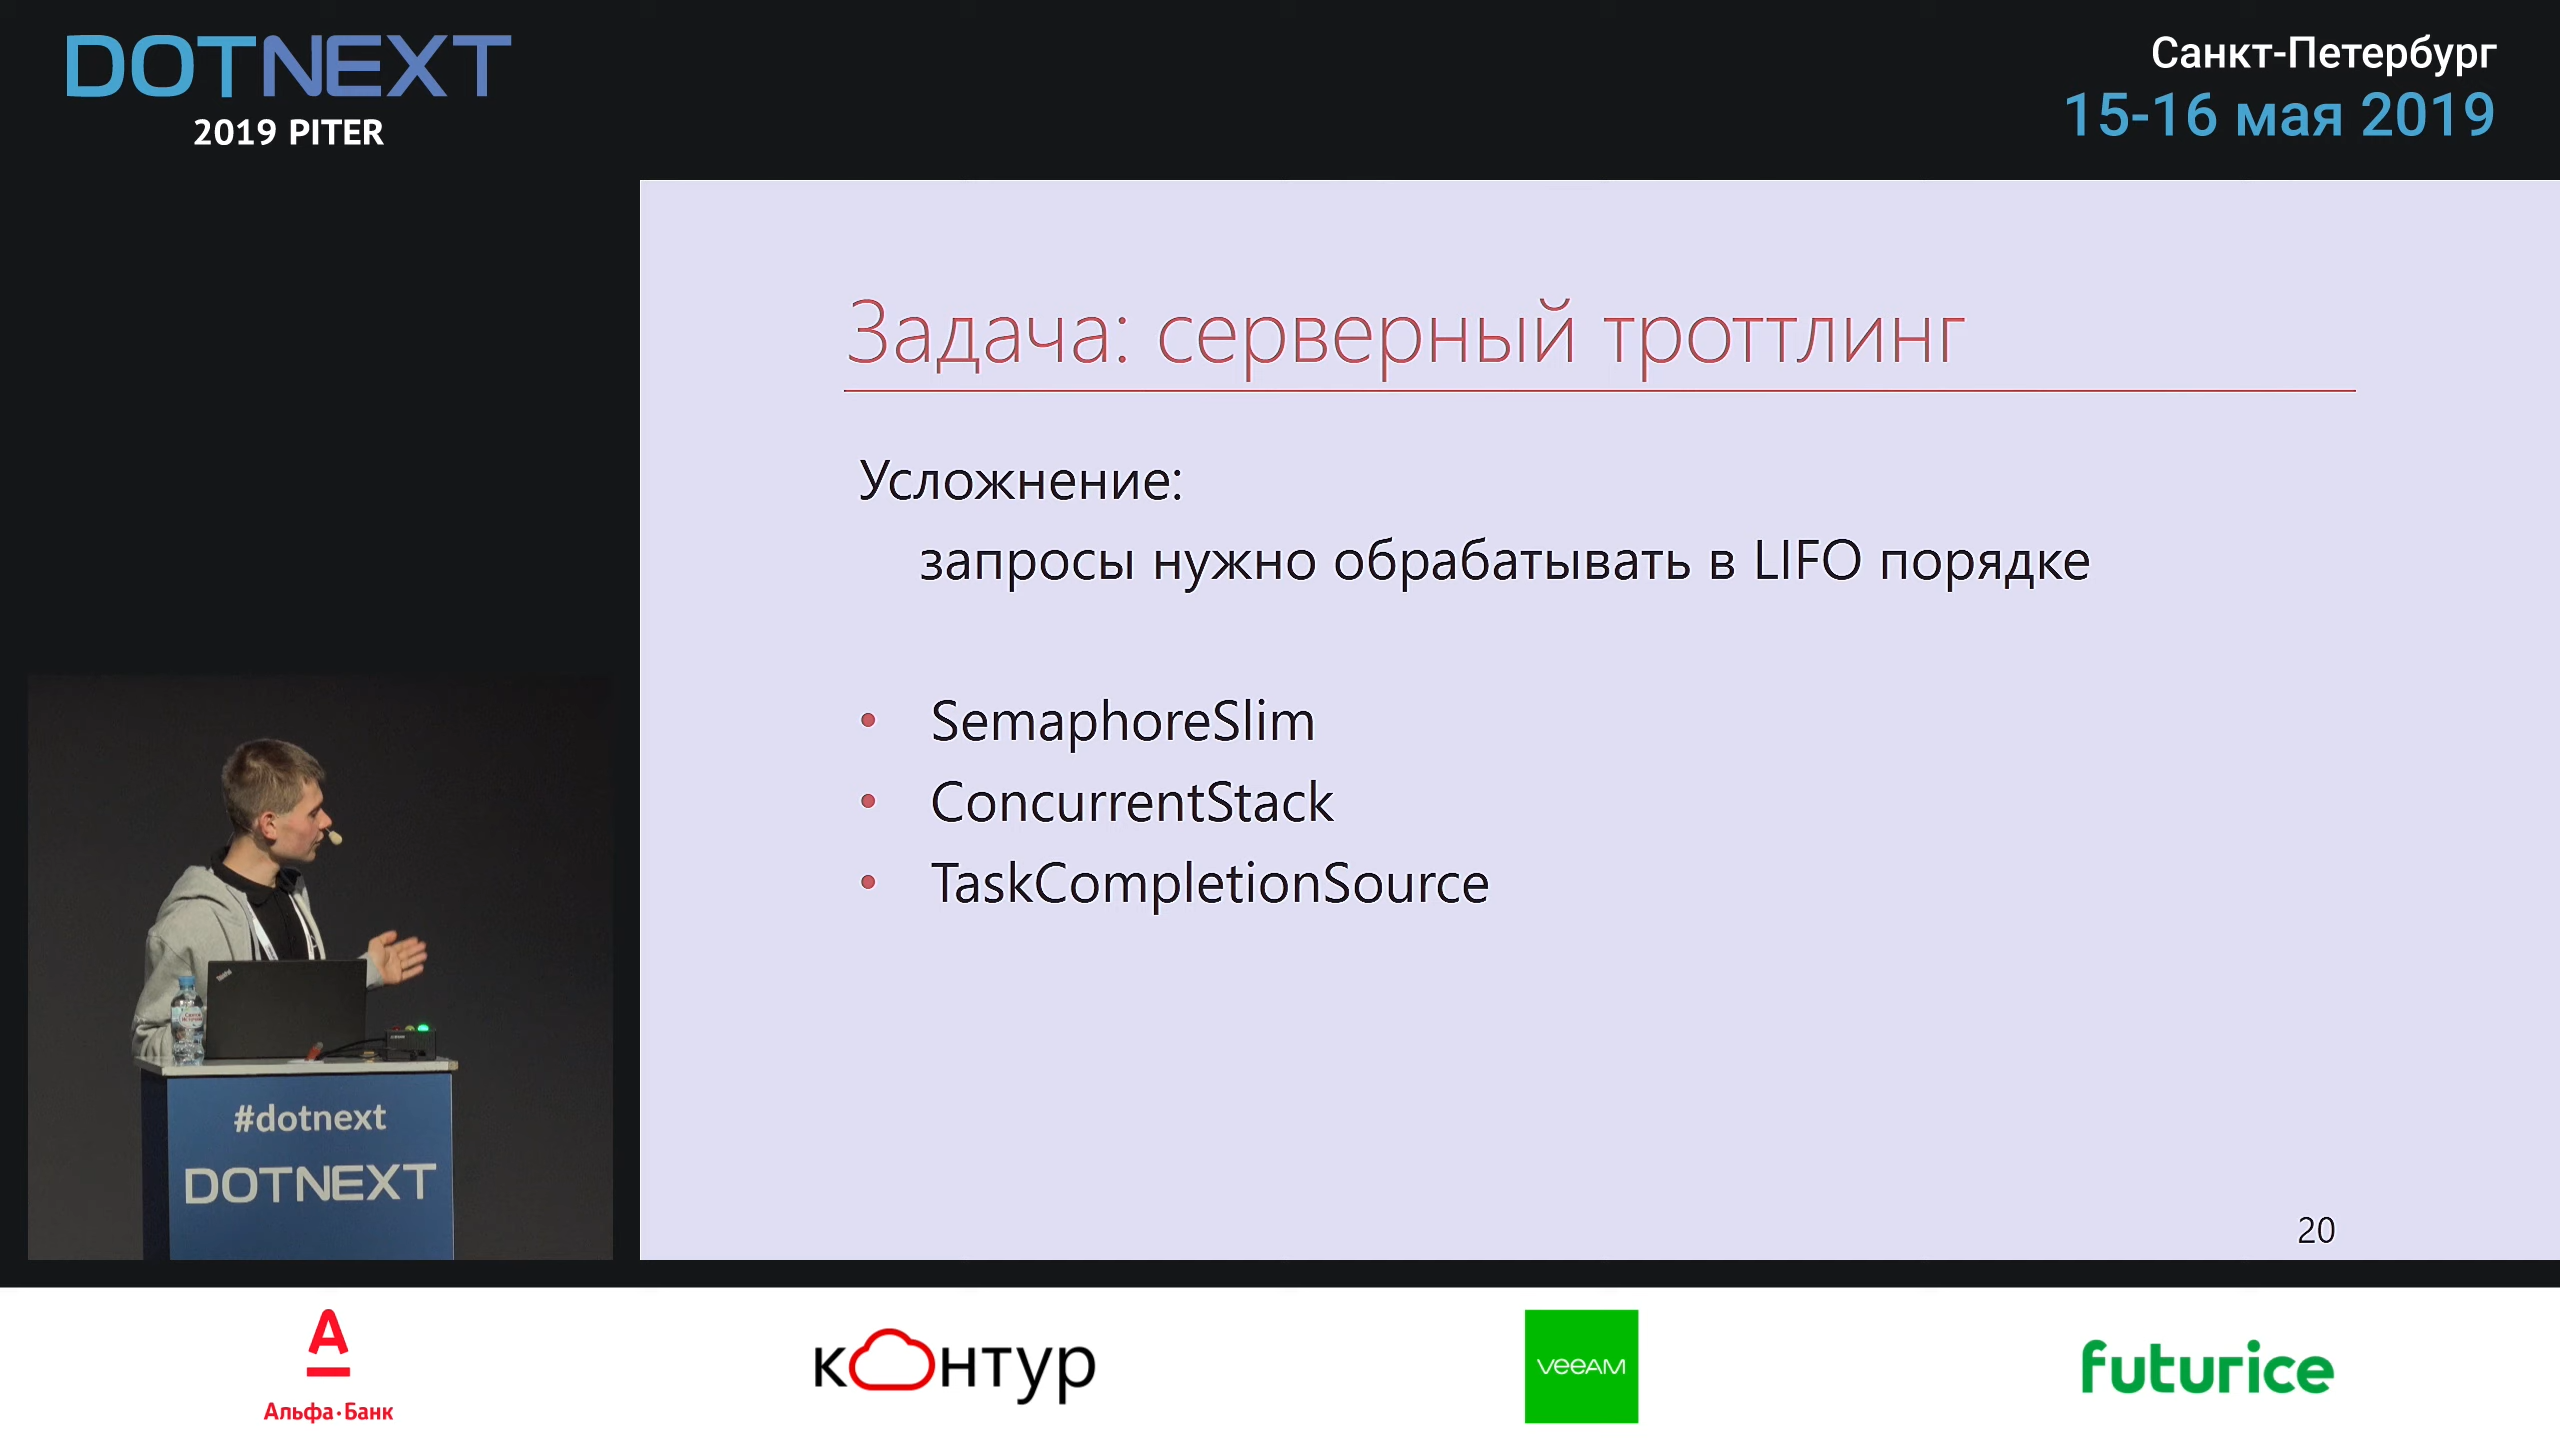 DOTNEXT
2019 PITER
Санкт-Петербург
15-16 мая 2019
Задача: серверный троттлинг
Усложнение:
запросы нужно обрабатывать в LIFO порядке
• SemaphoreSlim
• ConcurrentStack
• TaskCompletionSource
20
#dotnext
DOTNEXT
Альфа·Банк
контур
veeam
futurice